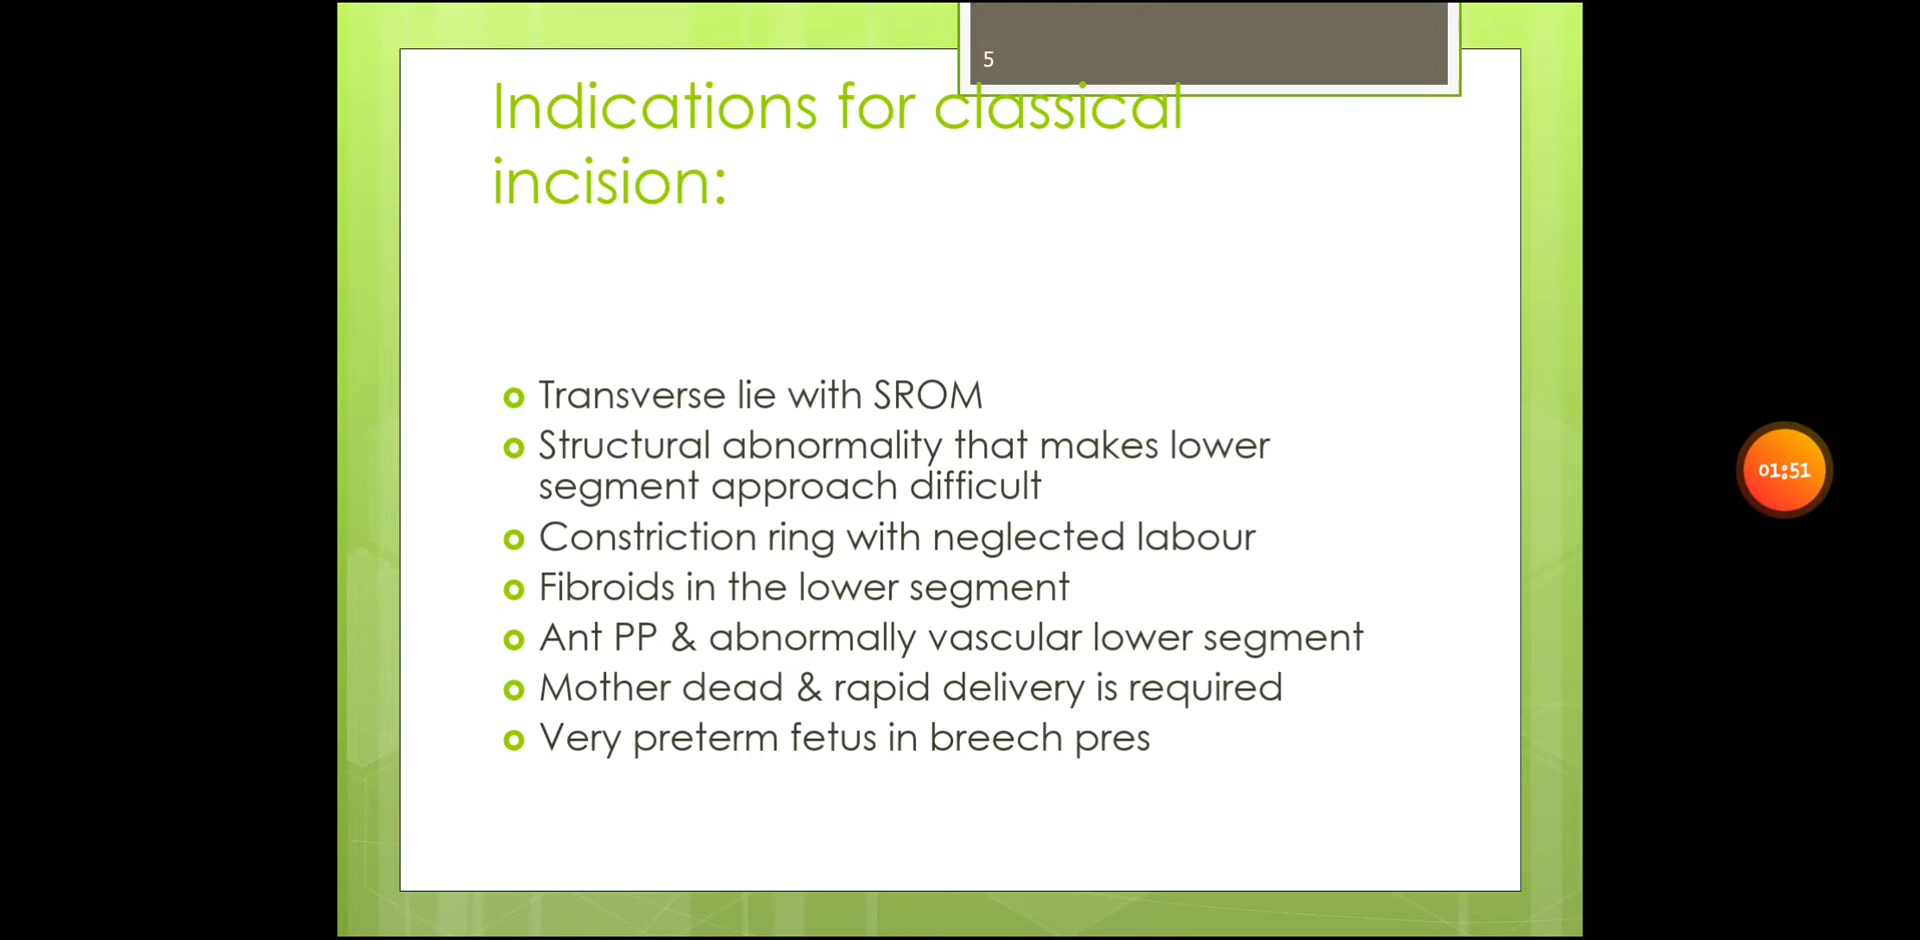 5
Indications for classical
incision:
Transverse lie with SROM
Structural abnormality that makes lower
segment approach difficult
Constriction ring with neglected labour
Fibroids in the lower segment
Ant PP & abnormally vascular lower segment
Mother dead & rapid delivery is required
Very preterm fetus in breech pres
01:51